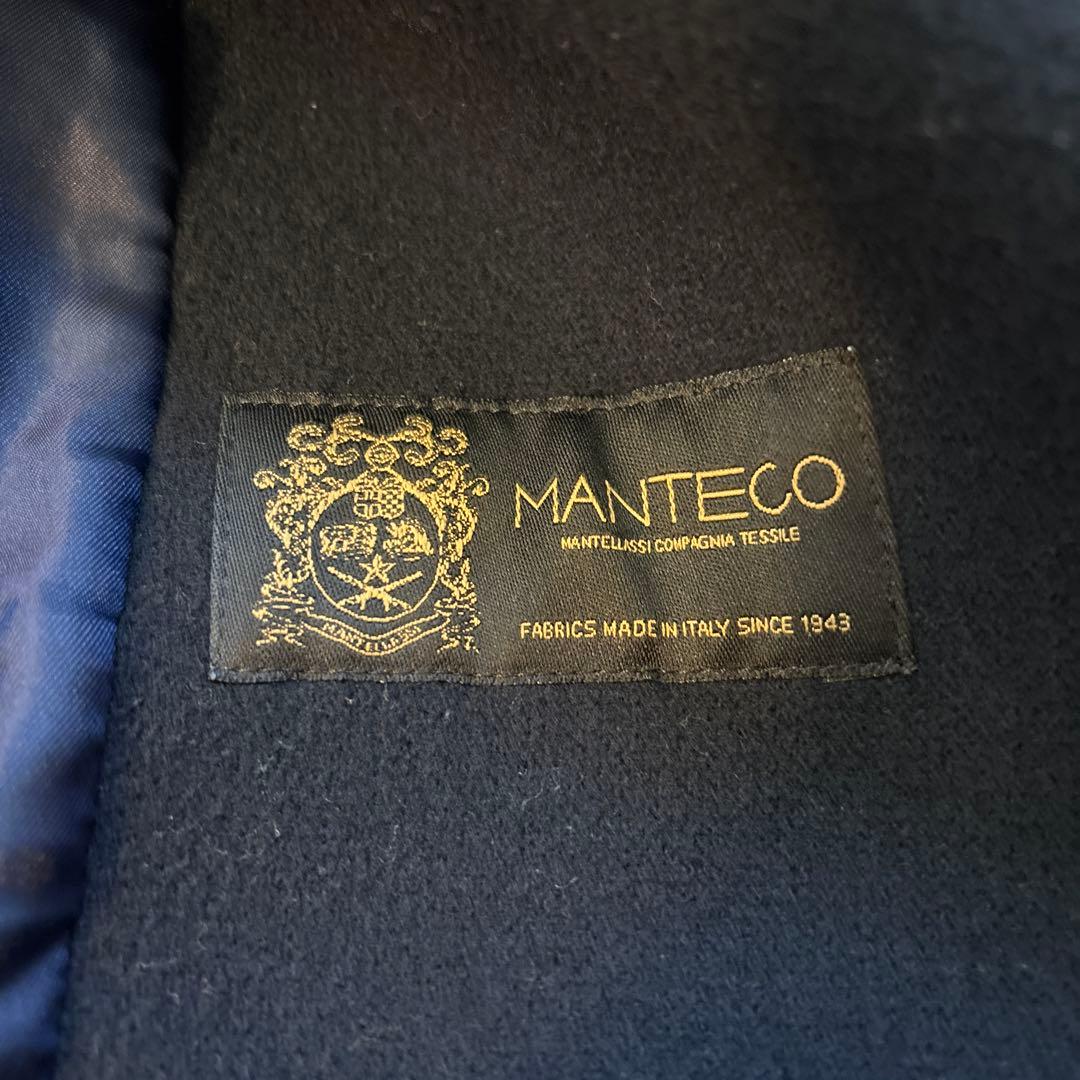 MANTECO
MANTELLASSI COMPAGNIA TESSILE
FABRICS MADE IN ITALY SINCE 1943